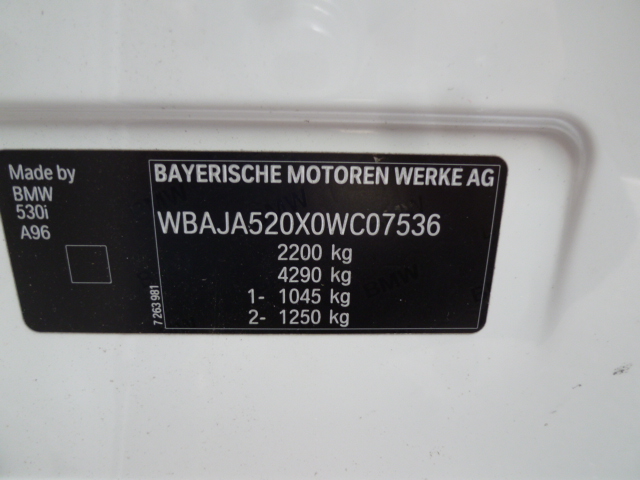 Made by
BMW
530i
A96
7 263 981
BAYERISCHE MOTOREN WERKE AG
WBAJA520X0WC07536
2200 kg
4290 kg
1- 1045 kg
2- 1250 kg
BMW